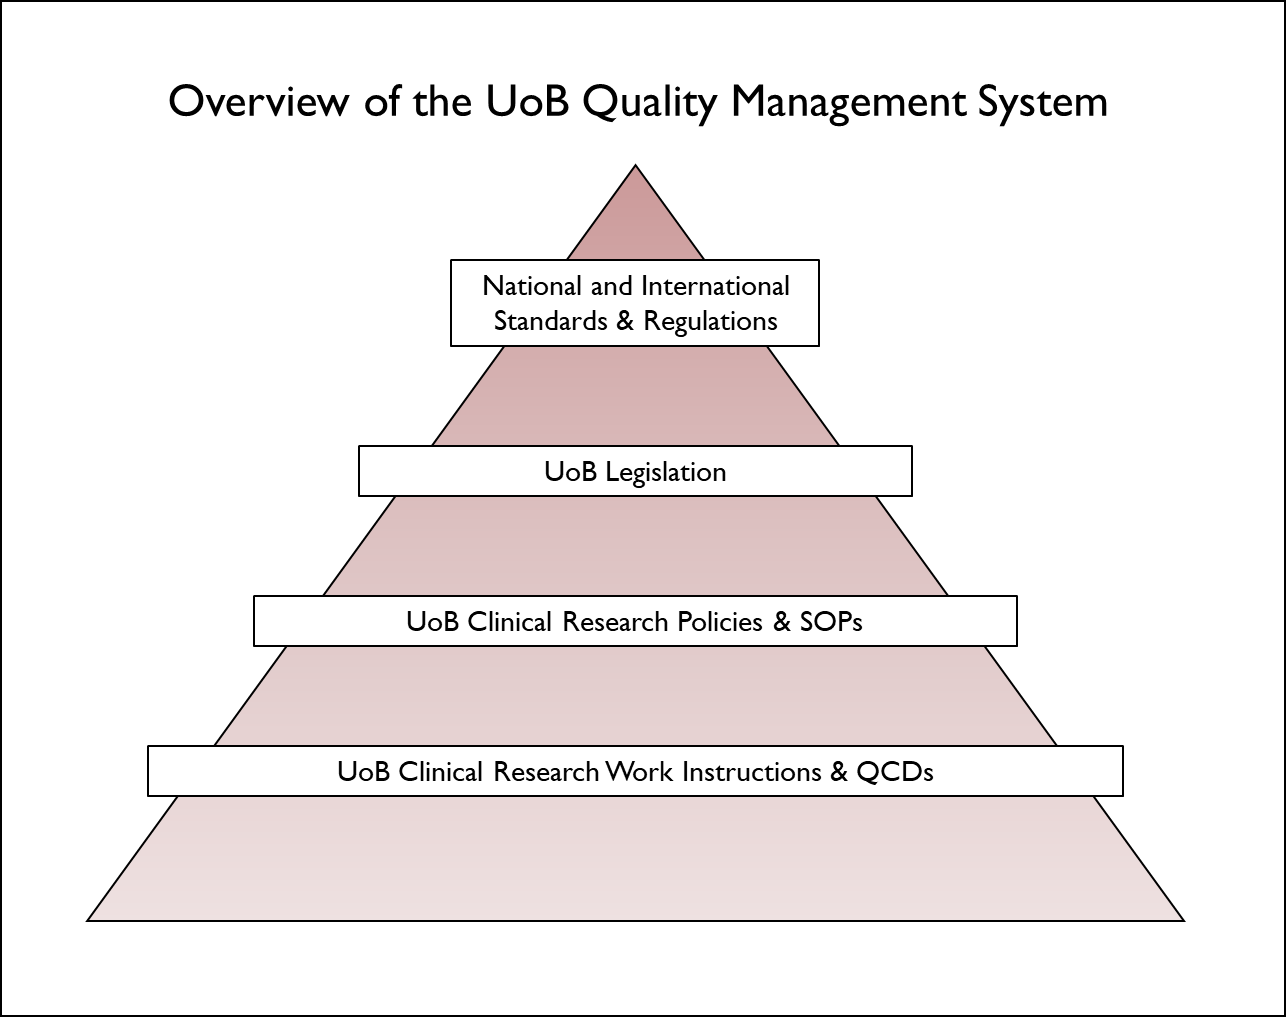 Overview of the UoB Quality Management System
National and International
Standards & Regulations
UoB Legislation
UoB Clinical Research Policies & SOPs
UoB Clinical Research Work Instructions & QCDs